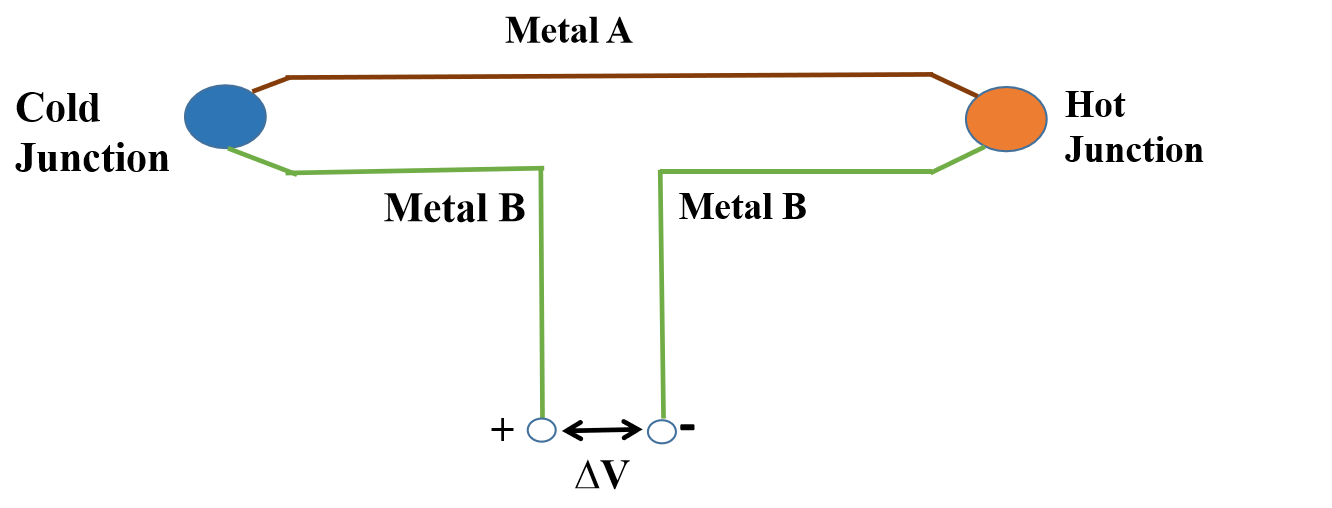 Metal A
Cold
Junction
Hot
Junction
Metal B
Metal B
+
-
ΔV